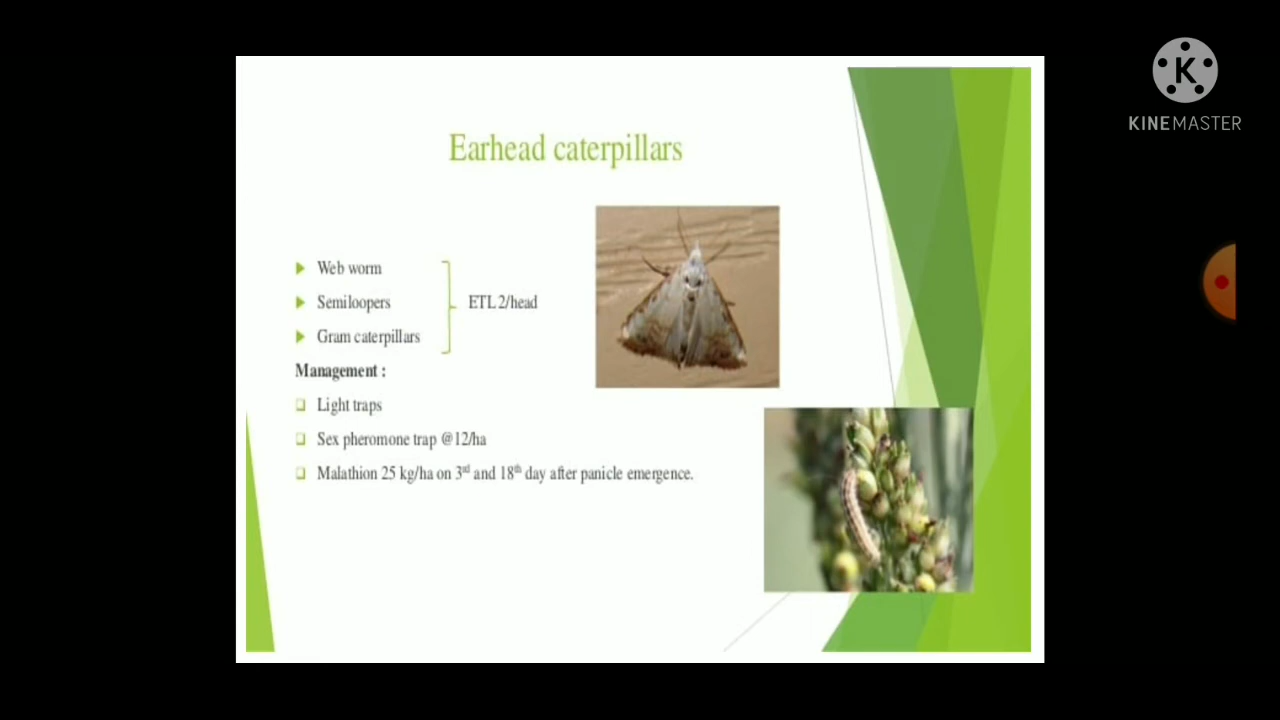 KINEMASTER
Earhead caterpillars
Web worm
Semiloopers
ETL 2/head
Gram caterpillars
Management :
Light traps
Sex pheromone trap @12/ha
Malathion 25 kg/ha on 3rd and 18th day after panicle emergence.